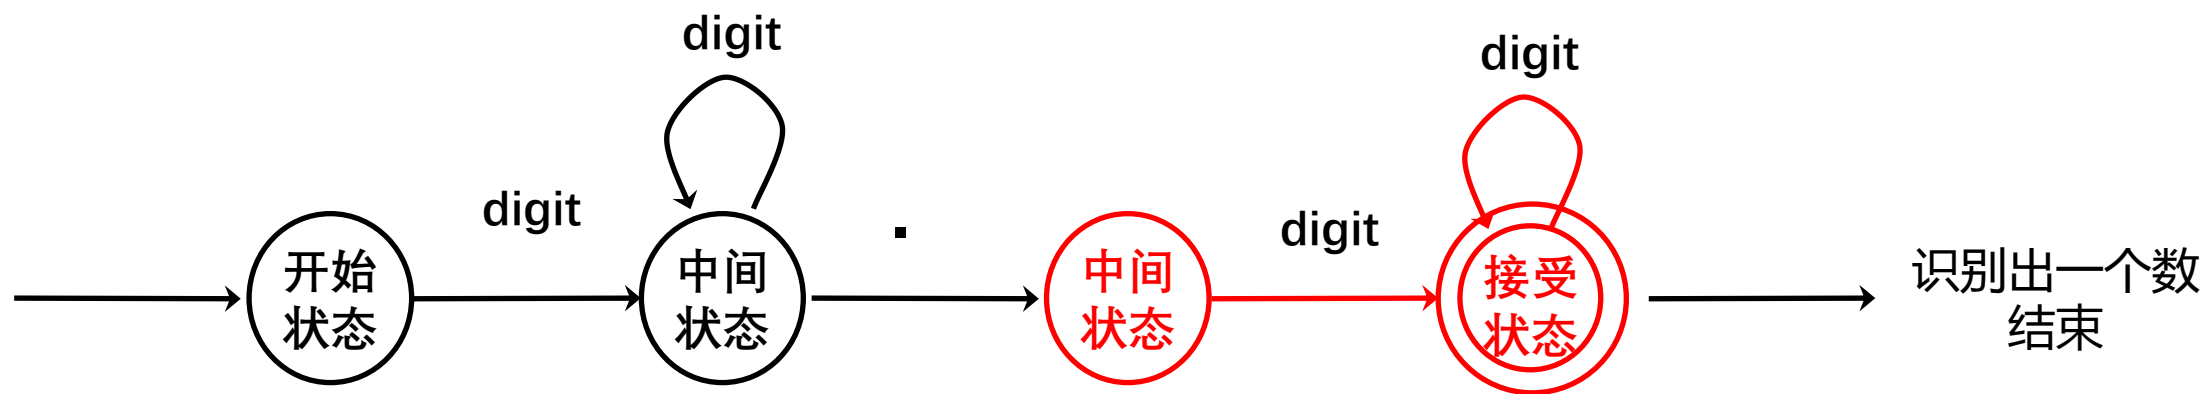 digit
digit
digit
.
digit
开始
状态
中间
状态
中间
状态
接受
状态
识别出一个数
结束